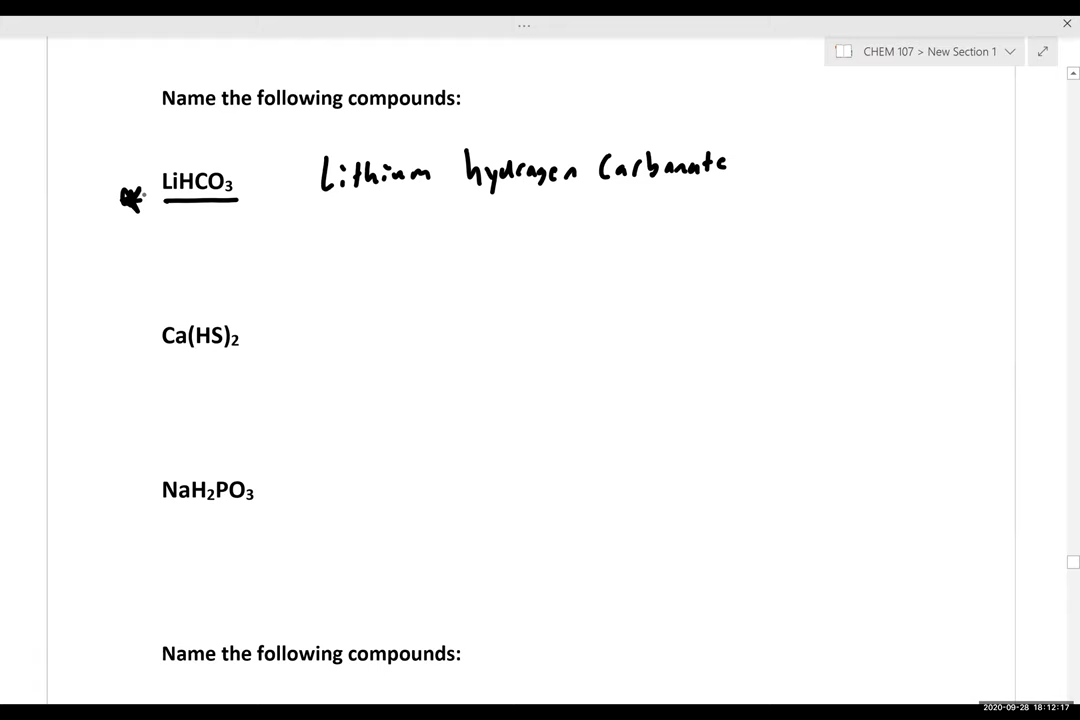 ...
CHEM 107 > New Section 1
Name the following compounds:
LiHCO₃ Lithium hydrogen Carbonate
Ca(HS)₂
NaH₂PO₃
Name the following compounds:
2020-09-28 18:12:17